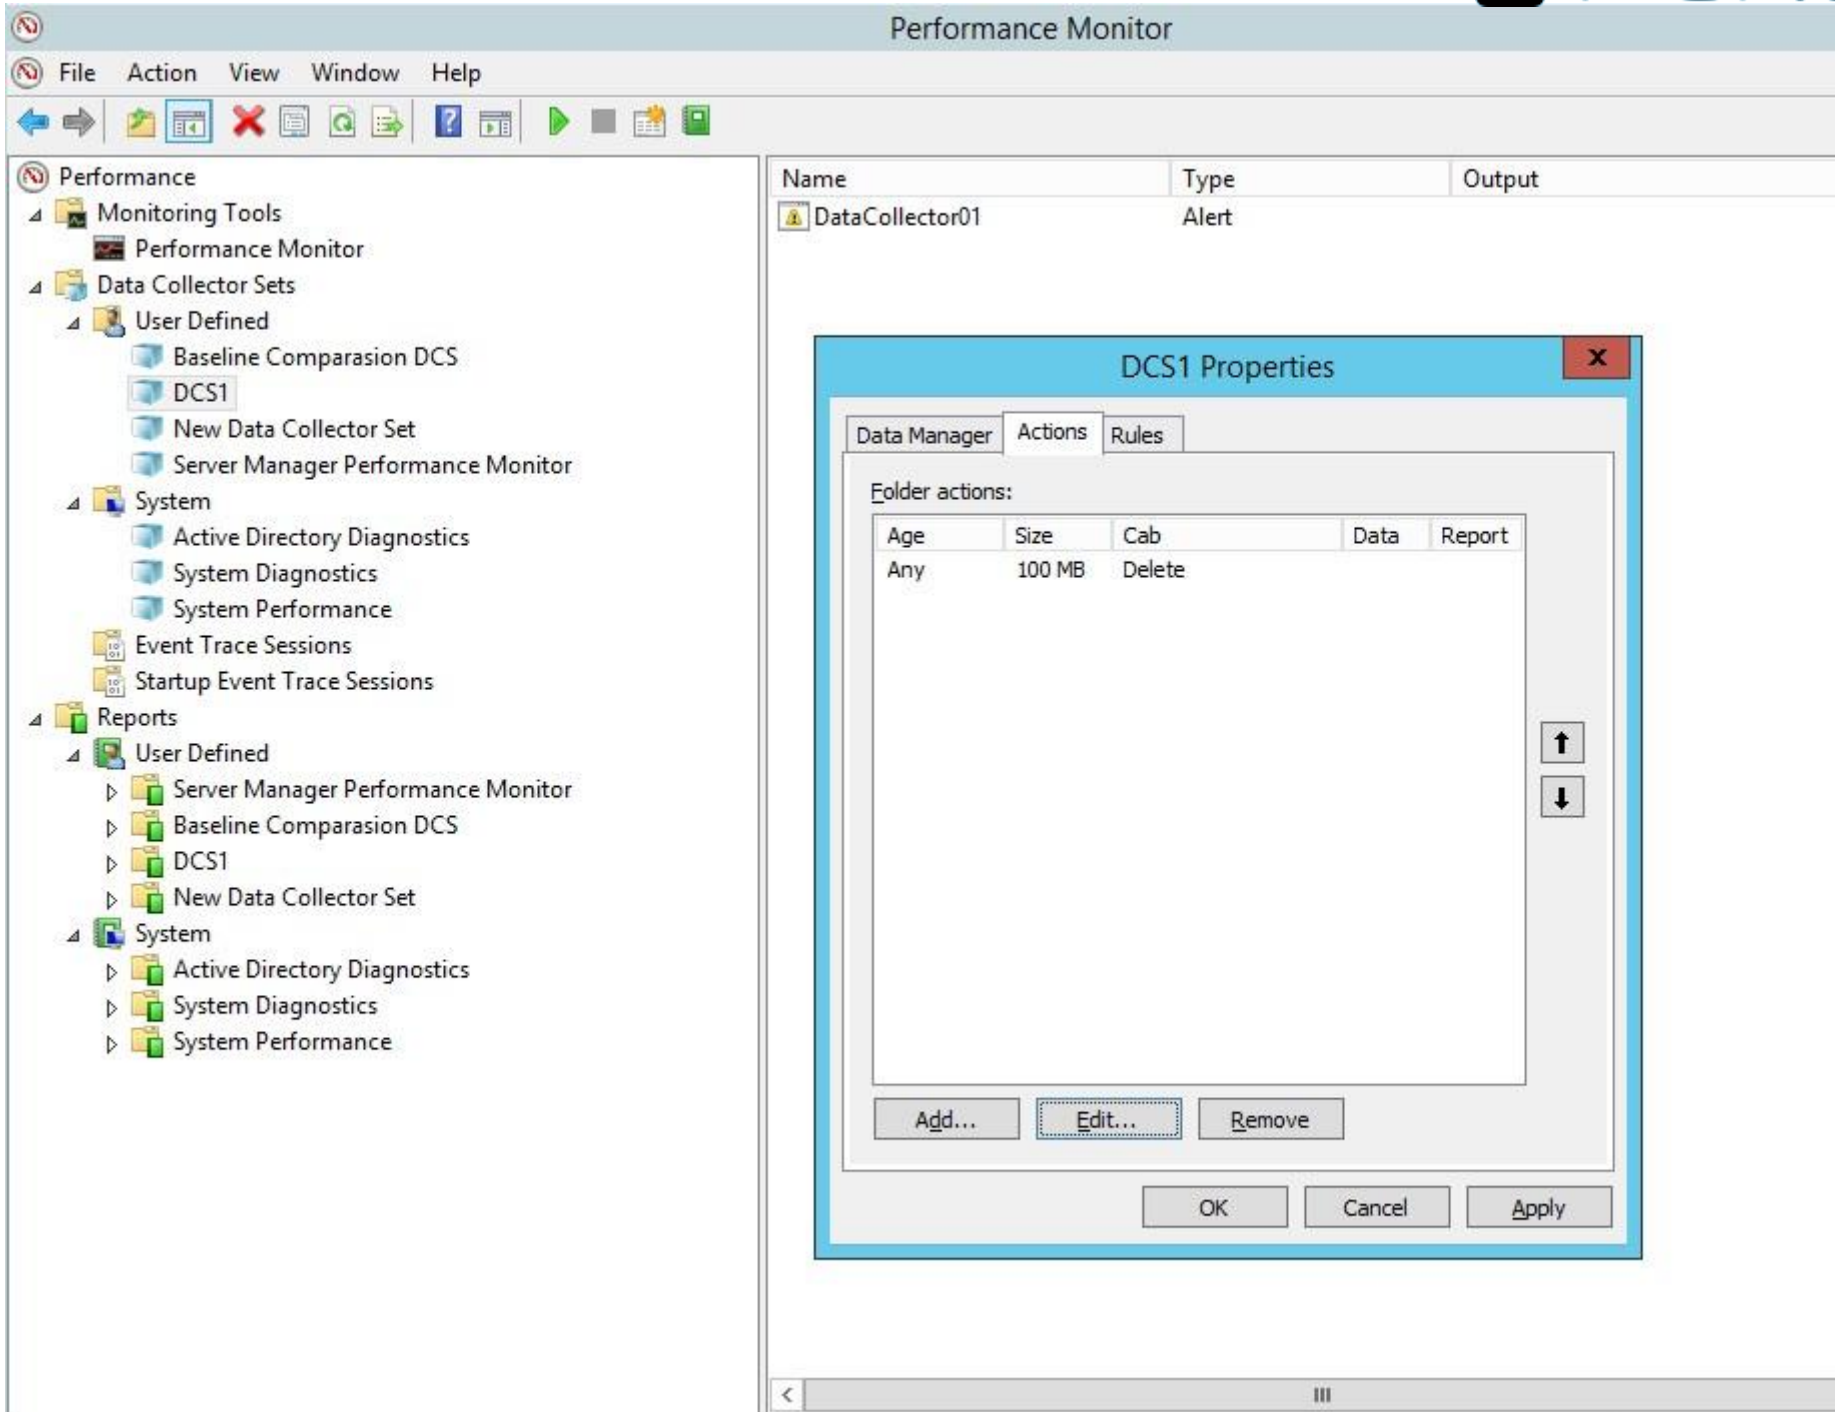 Performance Monitor
File Action View Window Help
Performance
Monitoring Tools
Performance Monitor
Data Collector Sets
User Defined
Baseline Comparasion DCS
DCS1
New Data Collector Set
Server Manager Performance Monitor
System
Active Directory Diagnostics
System Diagnostics
System Performance
Event Trace Sessions
Startup Event Trace Sessions
Reports
User Defined
Server Manager Performance Monitor
Baseline Comparasion DCS
DCS1
New Data Collector Set
System
Active Directory Diagnostics
System Diagnostics
System Performance
Name Type Output
DataCollector01 Alert
DCS1 Properties
x
Data Manager Actions Rules
Folder actions:
Age Size Cab Data Report
Any 100 MB Delete
Add... Edit... Remove
OK Cancel Apply